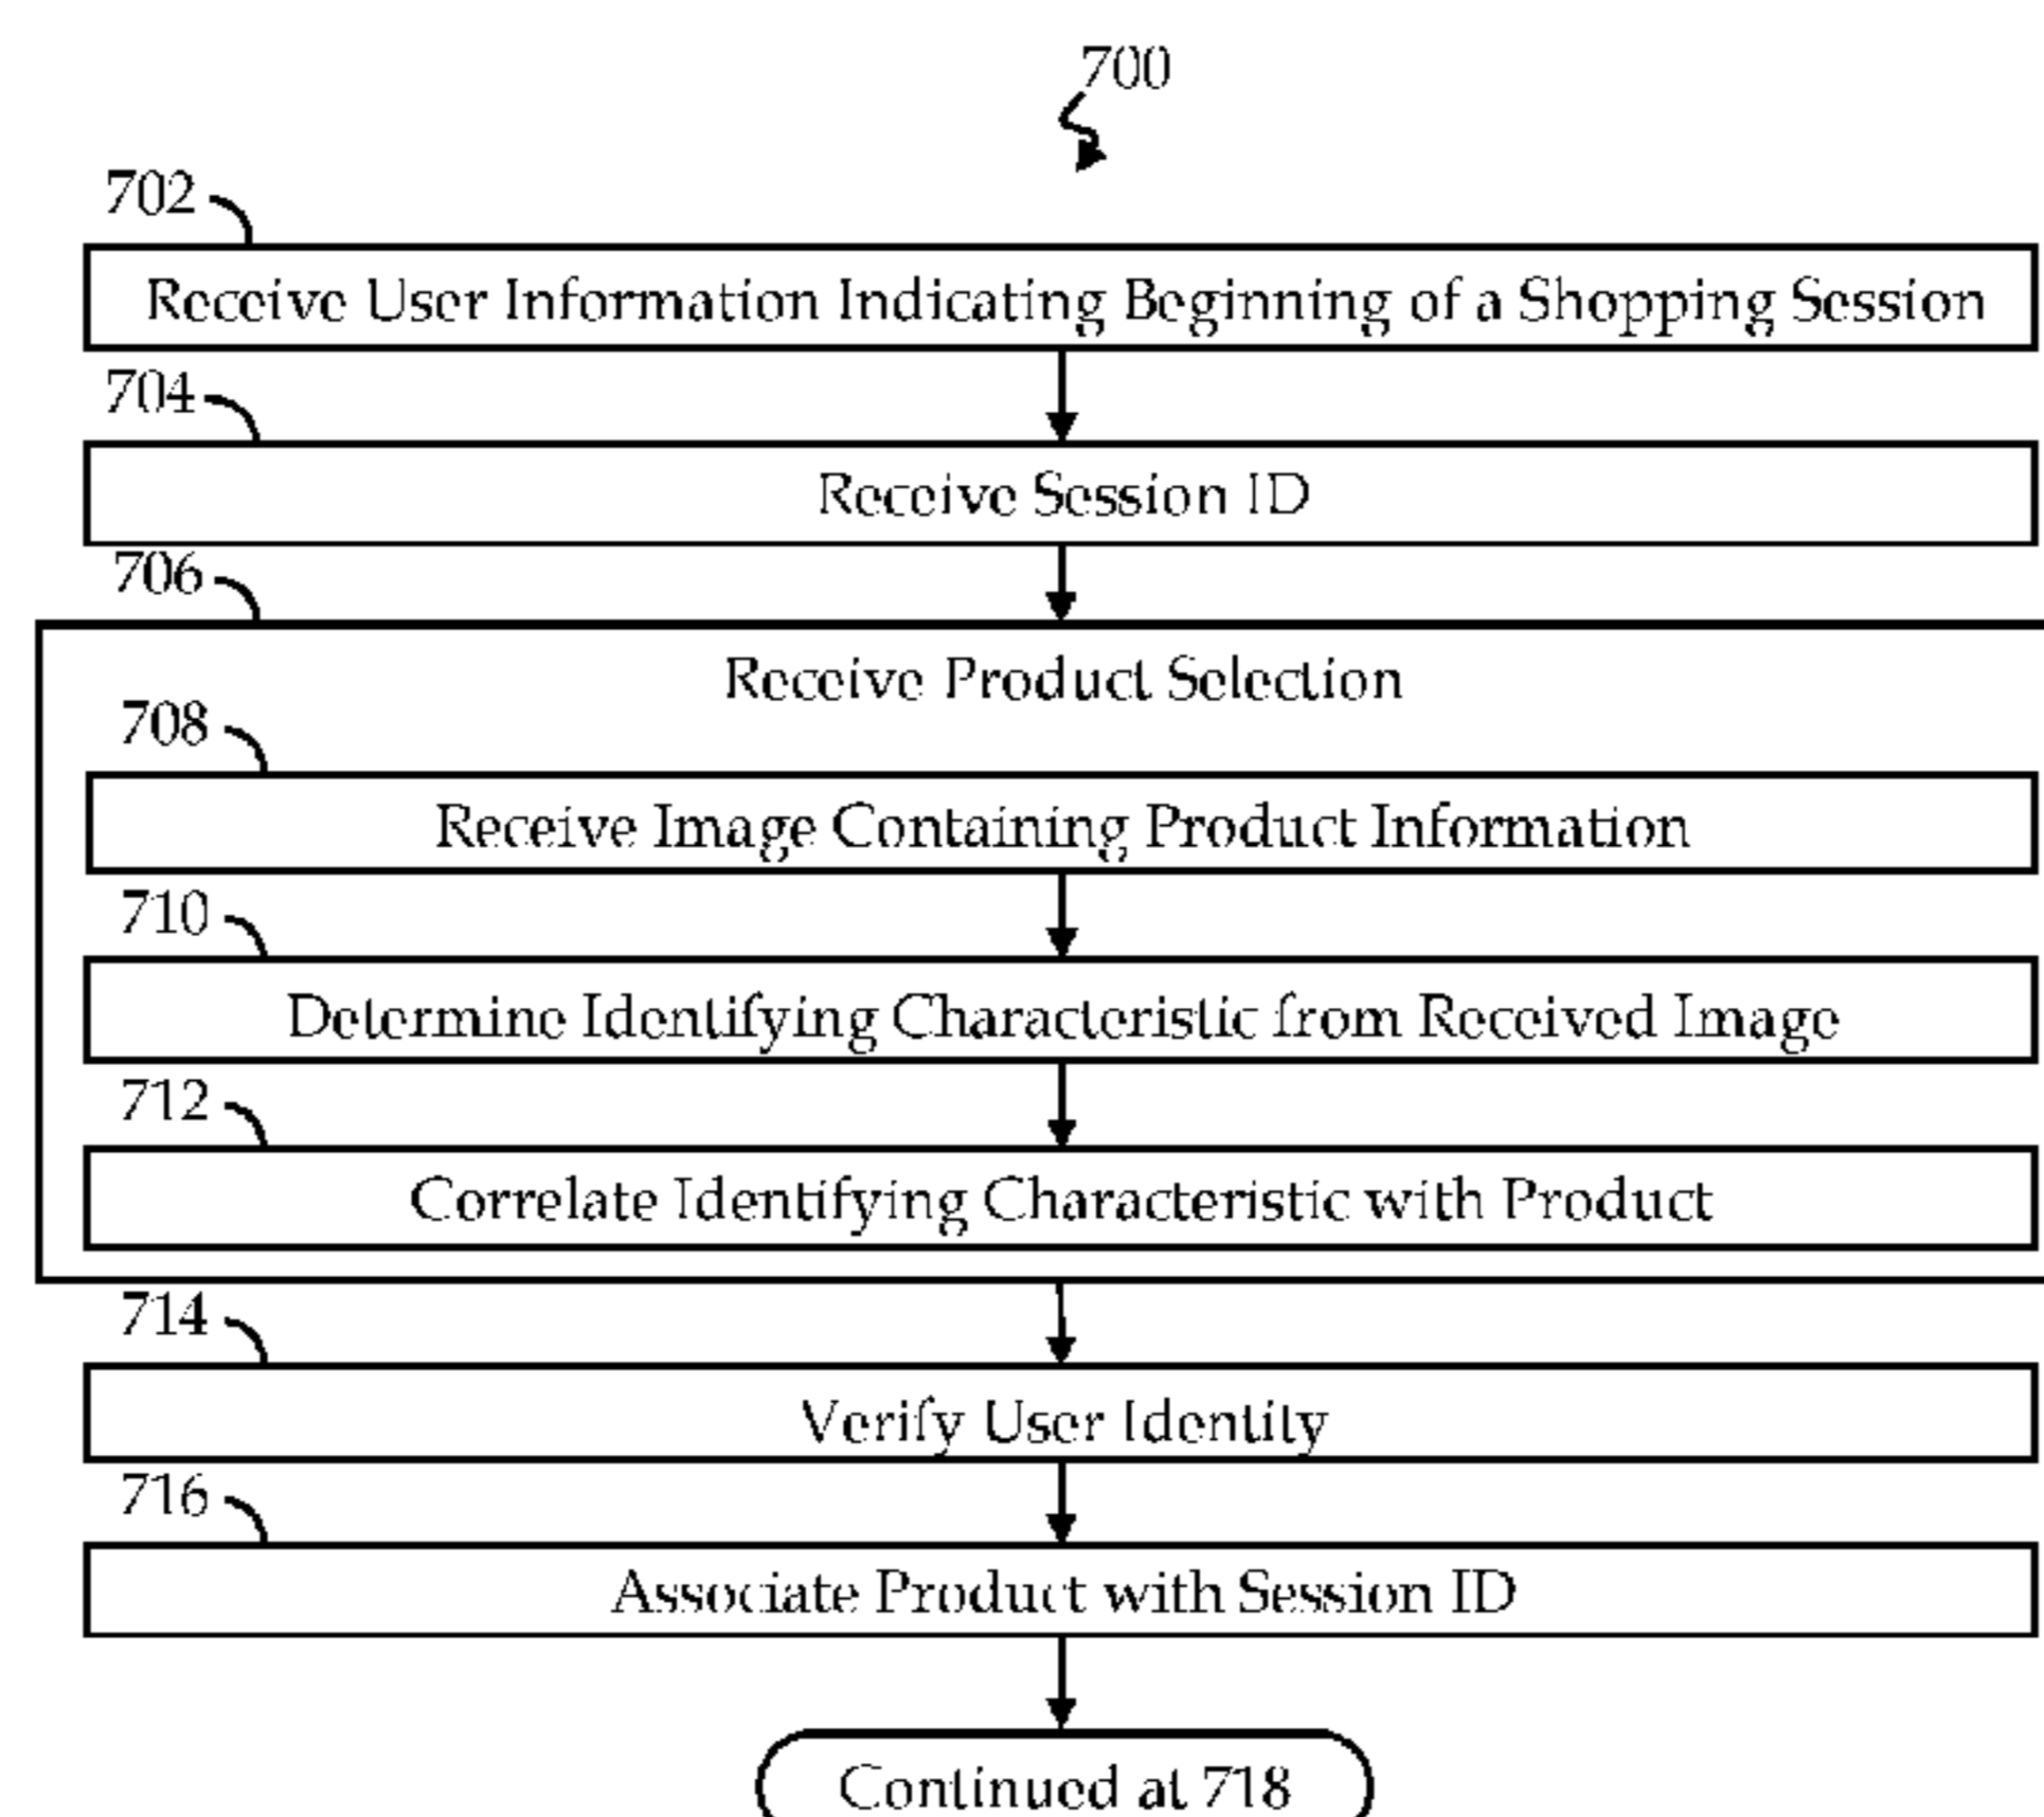 700
702
Receive User Information Indicating Beginning of a Shopping Session
704
Receive Session ID
706
Receive Product Selection
708
Receive Image Containing Product Information
710
Determine Identifying Characteristic from Received Image
712
Correlate Identifying Characteristic with Product
714
Verify User Identity
716
Associate Product with Session ID
Continued at 718